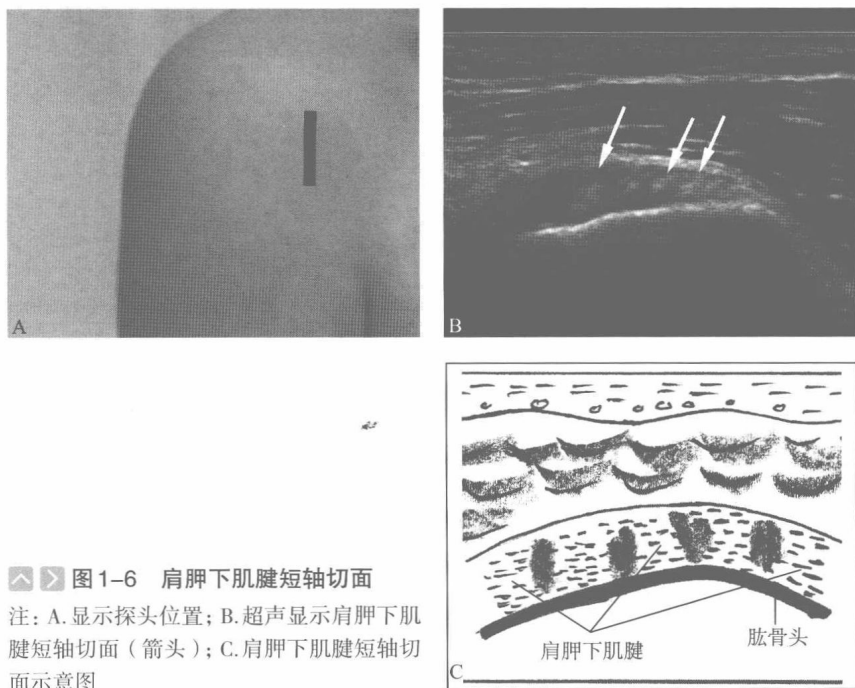 A
B
肩胛下肌腱
肱骨头
C
图1-6 肩胛下肌腱短轴切面
注：A.显示探头位置；B.超声显示肩胛下肌
腱短轴切面（箭头）；C.肩胛下肌腱短轴切
面示意图